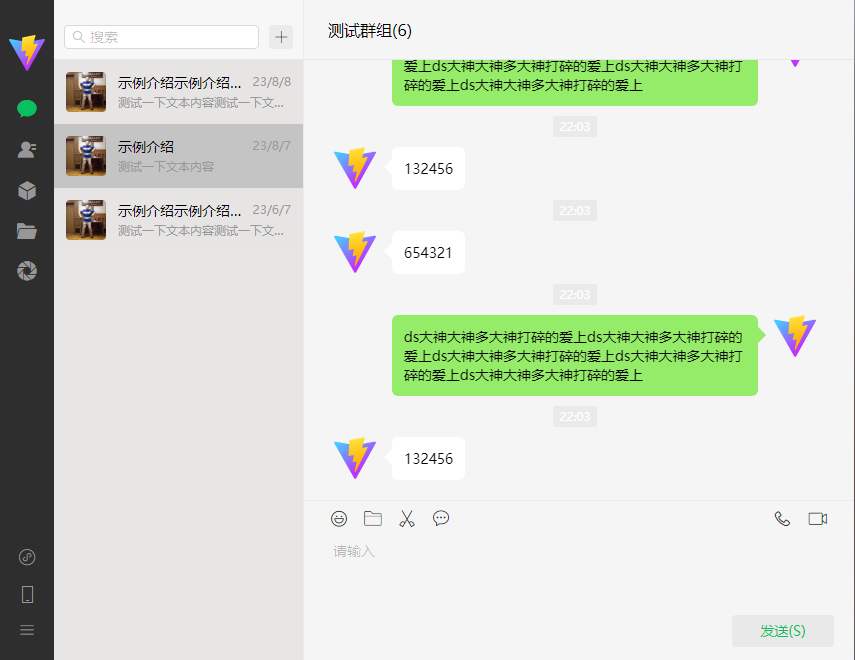 搜索
示例介绍示例介绍... 23/8/8
测试一下文本内容测试一下文...
示例介绍 23/8/7
测试一下文本内容
示例介绍示例介绍... 23/6/7
测试一下文本内容测试一下文...
测试群组(6)
爱上ds大神大神多大神打碎的爱上ds大神大神多大神打
碎的爱上ds大神大神多大神打碎的爱上
22:03
132456
22:03
654321
22:03
ds大神大神多大神打碎的爱上ds大神大神多大神打碎的
爱上ds大神大神多大神打碎的爱上ds大神大神多大神打
碎的爱上ds大神大神多大神打碎的爱上
22:03
132456
请输入
发送(S)